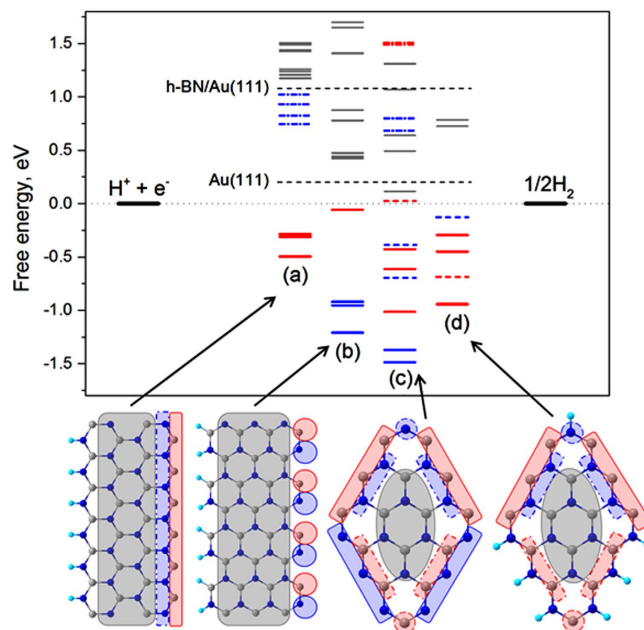 1.5
h-BN/Au(111)
1.0
0.5
Au(111)
H⁺ + e⁻
1/2H₂
0.0
Free energy, eV
-0.5
(a)
-1.0
(b)
(d)
(c)
-1.5